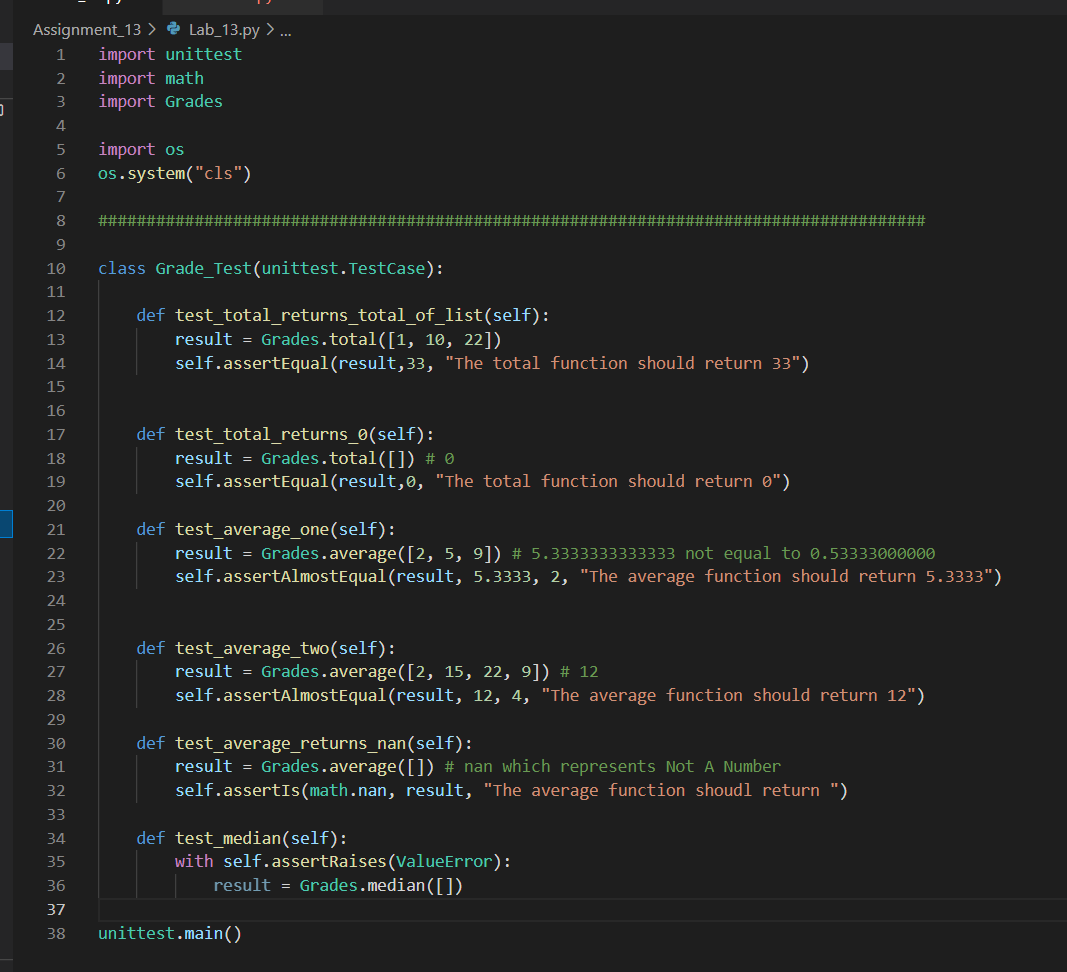 Assignment_13 > Lab_13.py > ...
1 import unittest
2 import math
3 import Grades
4
5 import os
6 os.system("cls")
7
8 ######################################################################################
9
10 class Grade_Test(unittest.TestCase):
11
12     def test_total_returns_total_of_list(self):
13         result = Grades.total([1, 10, 22])
14         self.assertEqual(result,33, "The total function should return 33")
15
16
17     def test_total_returns_0(self):
18         result = Grades.total([]) # 0
19         self.assertEqual(result,0, "The total function should return 0")
20
21     def test_average_one(self):
22         result = Grades.average([2, 5, 9]) # 5.3333333333333 not equal to 0.53333000000
23         self.assertAlmostEqual(result, 5.3333, 2, "The average function should return 5.3333")
24
25
26     def test_average_two(self):
27         result = Grades.average([2, 15, 22, 9]) # 12
28         self.assertAlmostEqual(result, 12, 4, "The average function should return 12")
29
30     def test_average_returns_nan(self):
31         result = Grades.average([]) # nan which represents Not A Number
32         self.assertIs(math.nan, result, "The average function shoudl return ")
33
34     def test_median(self):
35         with self.assertRaises(ValueError):
36             result = Grades.median([])
37
38 unittest.main()